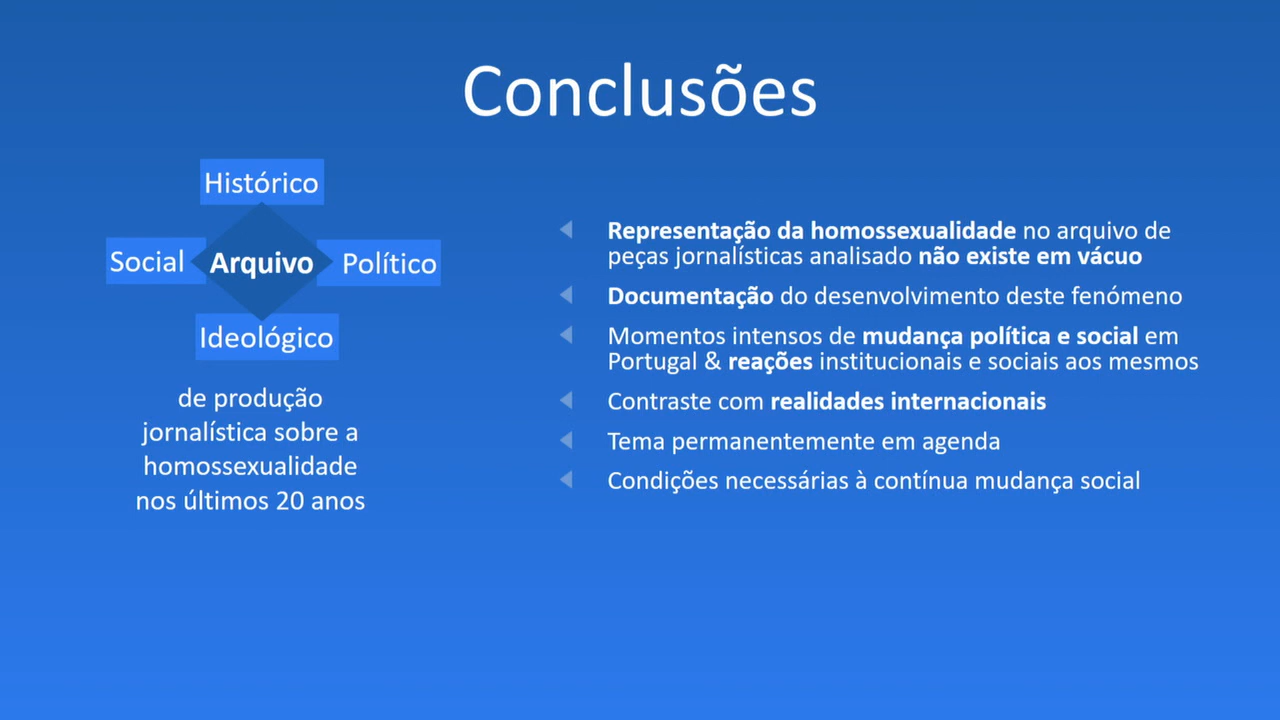 Conclusões
Histórico
Social
Arquivo
Político
Ideológico
de produção
jornalística sobre a
homossexualidade
nos últimos 20 anos
Representação da homossexualidade no arquivo de
peças jornalísticas analisado não existe em vácuo
Documentação do desenvolvimento deste fenómeno
Momentos intensos de mudança política e social em
Portugal & reações institucionais e sociais aos mesmos
Contraste com realidades internacionais
Tema permanentemente em agenda
Condições necessárias à contínua mudança social